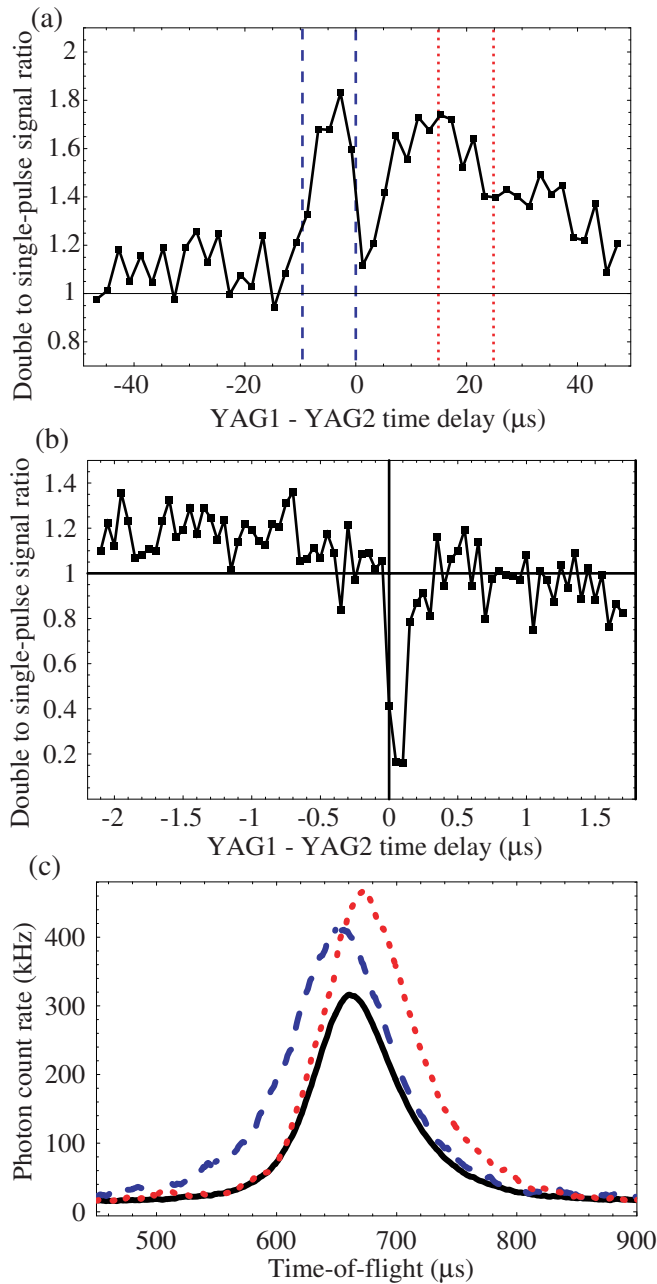 (a)
Double to single-pulse signal ratio
2
1.8
1.6
1.4
1.2
1
0.8
-40 -20 0 20 40
YAG1 - YAG2 time delay (μs)
(b)
Double to single-pulse signal ratio
1.4
1.2
1
0.8
0.6
0.4
0.2
-2 -1.5 -1 -0.5 0 0.5 1 1.5
YAG1 - YAG2 time delay (μs)
(c)
Photon count rate (kHz)
400
300
200
100
0
500 600 700 800 900
Time-of-flight (μs)